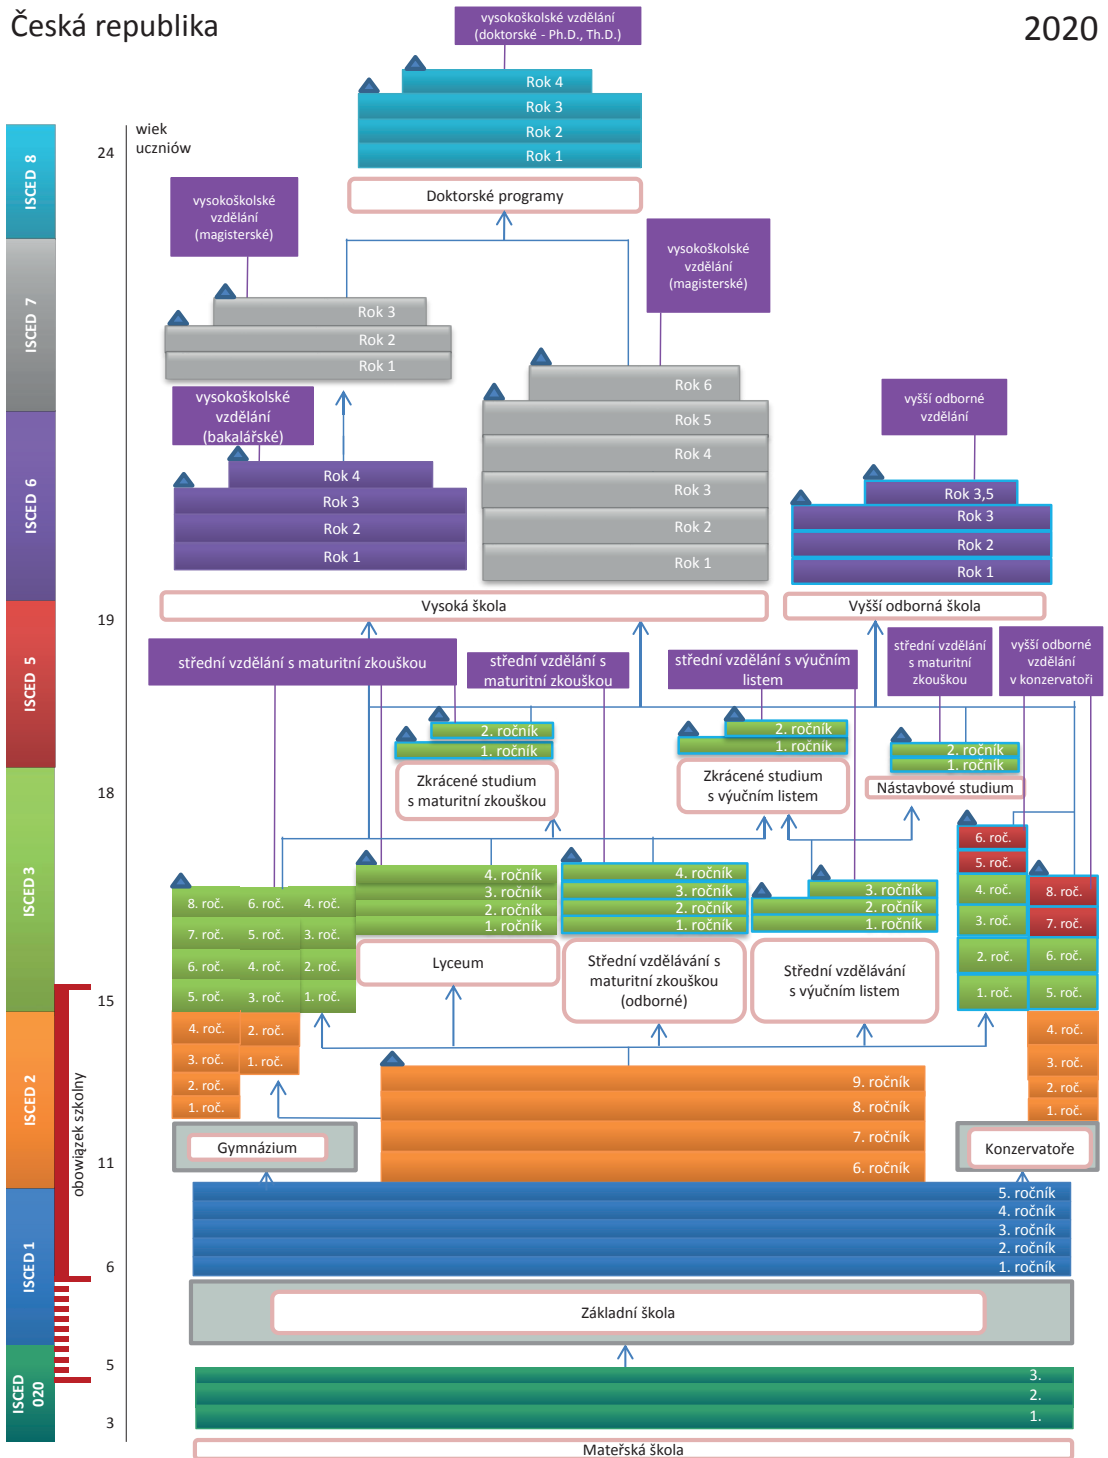 Česká republika
2020
vysokoškolské vzdělání
(doktorské - Ph.D., Th.D.)
Rok 4
Rok 3
Rok 2
Rok 1
Doktorské programy
wiek
uczniów
24
19
18
15
11
6
5
3
ISCED 8
ISCED 7
ISCED 6
ISCED 5
ISCED 3
ISCED 2
ISCED 1
ISCED
020
obowiązek szkolny
vysokoškolské
vzdělání
(magisterské)
Rok 3
Rok 2
Rok 1
vysokoškolské
vzdělání
(magisterské)
Rok 6
Rok 5
Rok 4
Rok 3
Rok 2
Rok 1
vysokoškolské
vzdělání
(bakalářské)
Rok 4
Rok 3
Rok 2
Rok 1
vyšší odborné
vzdělání
Rok 3,5
Rok 3
Rok 2
Rok 1
Vysoká škola
Vyšší odborná škola
střední vzdělání s maturitní zkouškou
střední vzdělání s
maturitní zkouškou
střední vzdělání s výučním
listem
střední vzdělání
s maturitní
zkouškou
vyšší odborné
vzdělání
v konzervatoři
2. ročník
1. ročník
Zkrácené studium
s maturitní zkouškou
2. ročník
1. ročník
Zkrácené studium
s výučním listem
2. ročník
1. ročník
Nástavbové studium
8. roč.
7. roč.
6. roč.
5. roč.
4. roč.
3. roč.
2. roč.
1. roč.
6. roč.
5. roč.
4. roč.
3. roč.
2. roč.
1. roč.
4. roč.
3. roč.
2. roč.
1. roč.
Gymnázium
4. ročník
3. ročník
2. ročník
1. ročník
Lyceum
4. ročník
3. ročník
2. ročník
1. ročník
Střední vzdělávání s
maturitní zkouškou
(odborné)
3. ročník
2. ročník
1. ročník
Střední vzdělávání
s výučním listem
6. roč.
5. roč.
4. roč.
3. roč.
2. roč.
1. roč.
8. roč.
7. roč.
6. roč.
5. roč.
4. roč.
3. roč.
2. roč.
1. roč.
Konzervatoře
9. ročník
8. ročník
7. ročník
6. ročník
5. ročník
4. ročník
3. ročník
2. ročník
1. ročník
Základní škola
3.
2.
1.
Mateřská škola